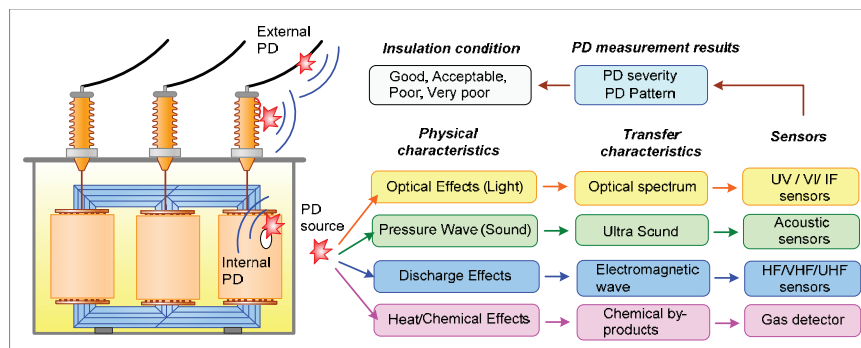 External
PD
Insulation condition
PD measurement results
Good, Acceptable,
Poor, Very poor
PD severity
PD Pattern
Physical
characteristics
Transfer
characteristics
Sensors
PD
source
Internal
PD
Optical Effects (Light)
Optical spectrum
UV / VI/ IF
sensors
Pressure Wave (Sound)
Ultra Sound
Acoustic
sensors
Discharge Effects
Electromagnetic
wave
HF/VHF/UHF
sensors
Heat/Chemical Effects
Chemical by-
products
Gas detector